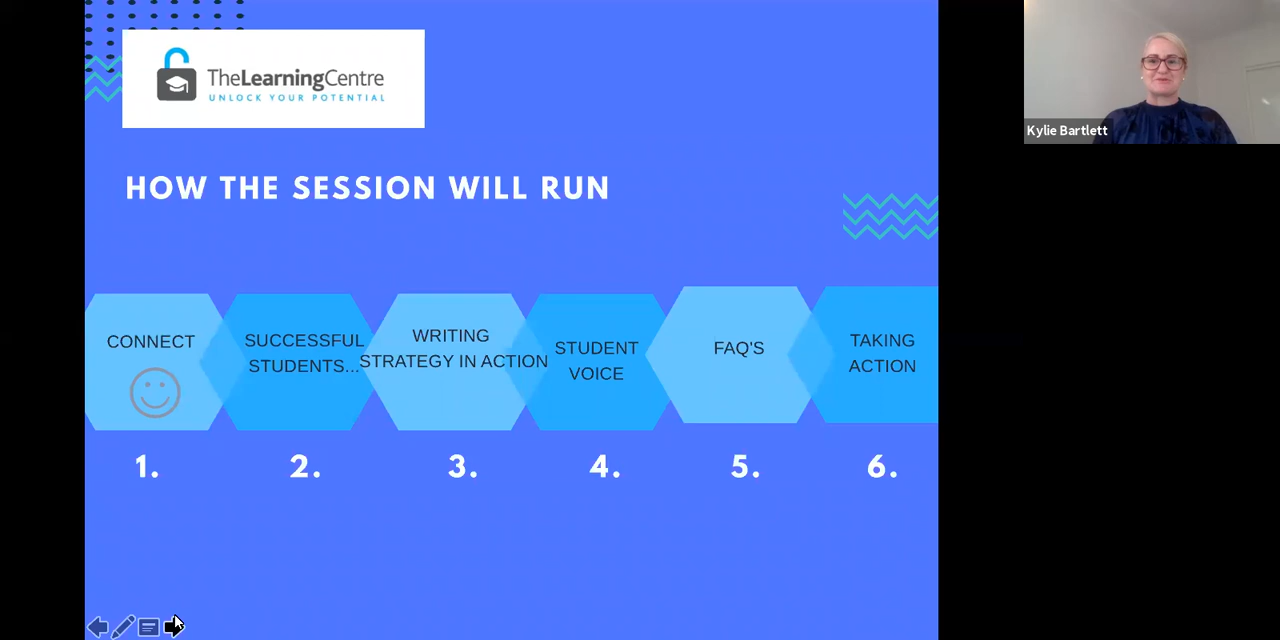 TheLearningCentre
UNLOCK YOUR POTENTIAL
Kylie Bartlett
HOW THE SESSION WILL RUN
CONNECT
SUCCESSFUL
STUDENTS...
WRITING
STRATEGY IN ACTION
STUDENT
VOICE
FAQ'S
TAKING
ACTION
1.
2.
3.
4.
5.
6.